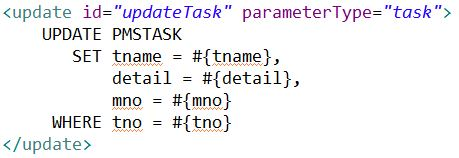 <update id="updateTask" parameterType="task">
    UPDATE PMSTASK
       SET tname = #{tname},
           detail = #{detail},
           mno = #{mno}
     WHERE tno = #{tno}
</update>